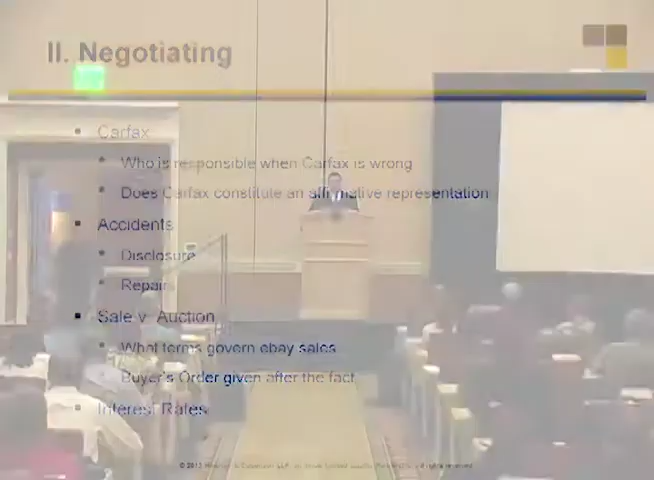 II. Negotiating
Carfax
Who is responsible when Carfax is wrong
Does Carfax constitute an affirmative representation
Accidents
Disclosure
Repair
Sale v. Auction
What terms govern ebay sales
Buyer's Order given after the fact
Interest Rates